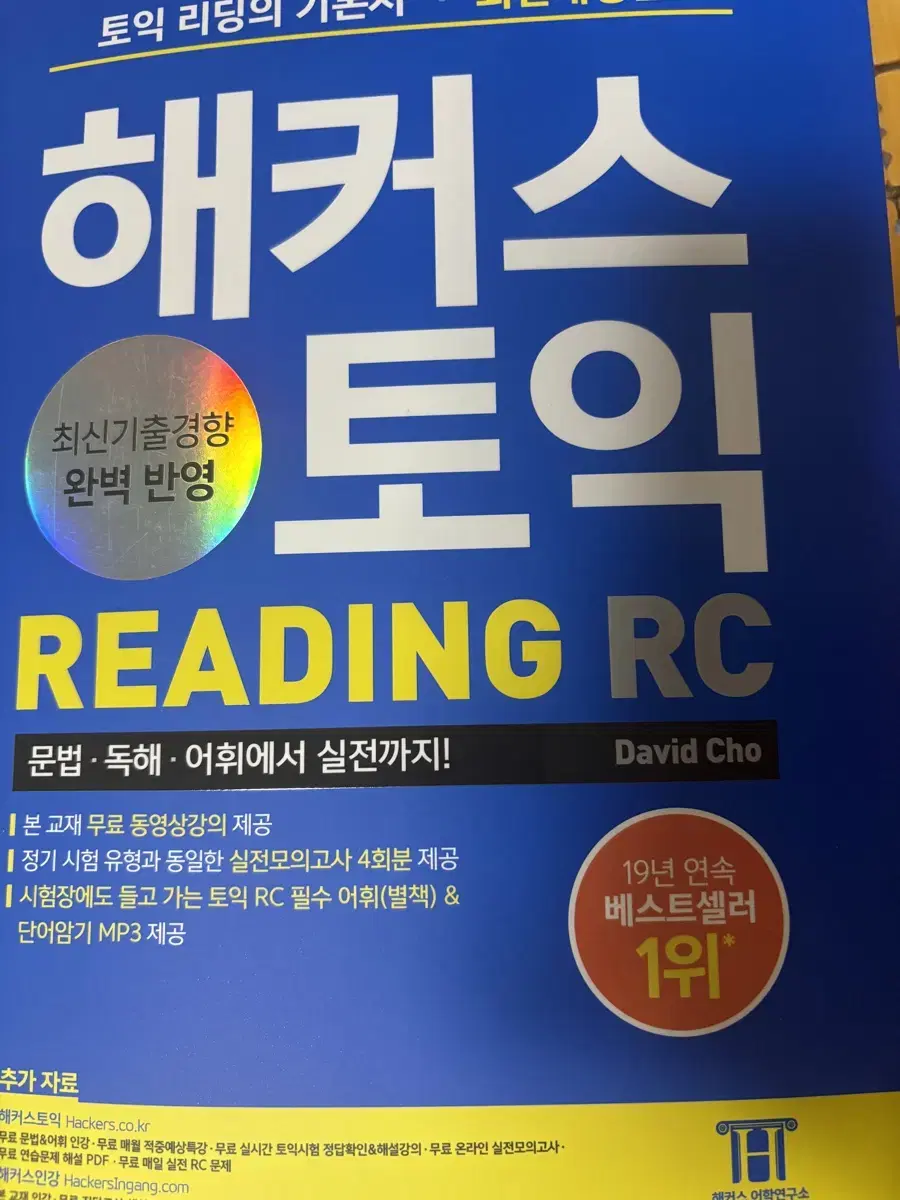 토익 리딩의 기본서
해커스
토익
최신기출경향
완벽 반영
READING RC
문법·독해·어휘에서 실전까지!
David Cho
본 교재 무료 동영상강의 제공
정기 시험 유형과 동일한 실전모의고사 4회분 제공
시험장에도 들고 가는 토익 RC 필수 어휘(별책) &
단어암기 MP3 제공
19년 연속
베스트셀러
1위*
추가 자료
해커스토익 Hackers.co.kr
무료 문법&어휘 인강·무료 매월 적중예상특강·무료 실시간 토익시험 정답확인&해설강의·무료 온라인 실전모의고사·
무료 연습문제 해설 PDF·무료 매일 실전 RC 문제
해커스인강 HackersIngang.com
본 교재 인강·무료
해커스 어학연구소